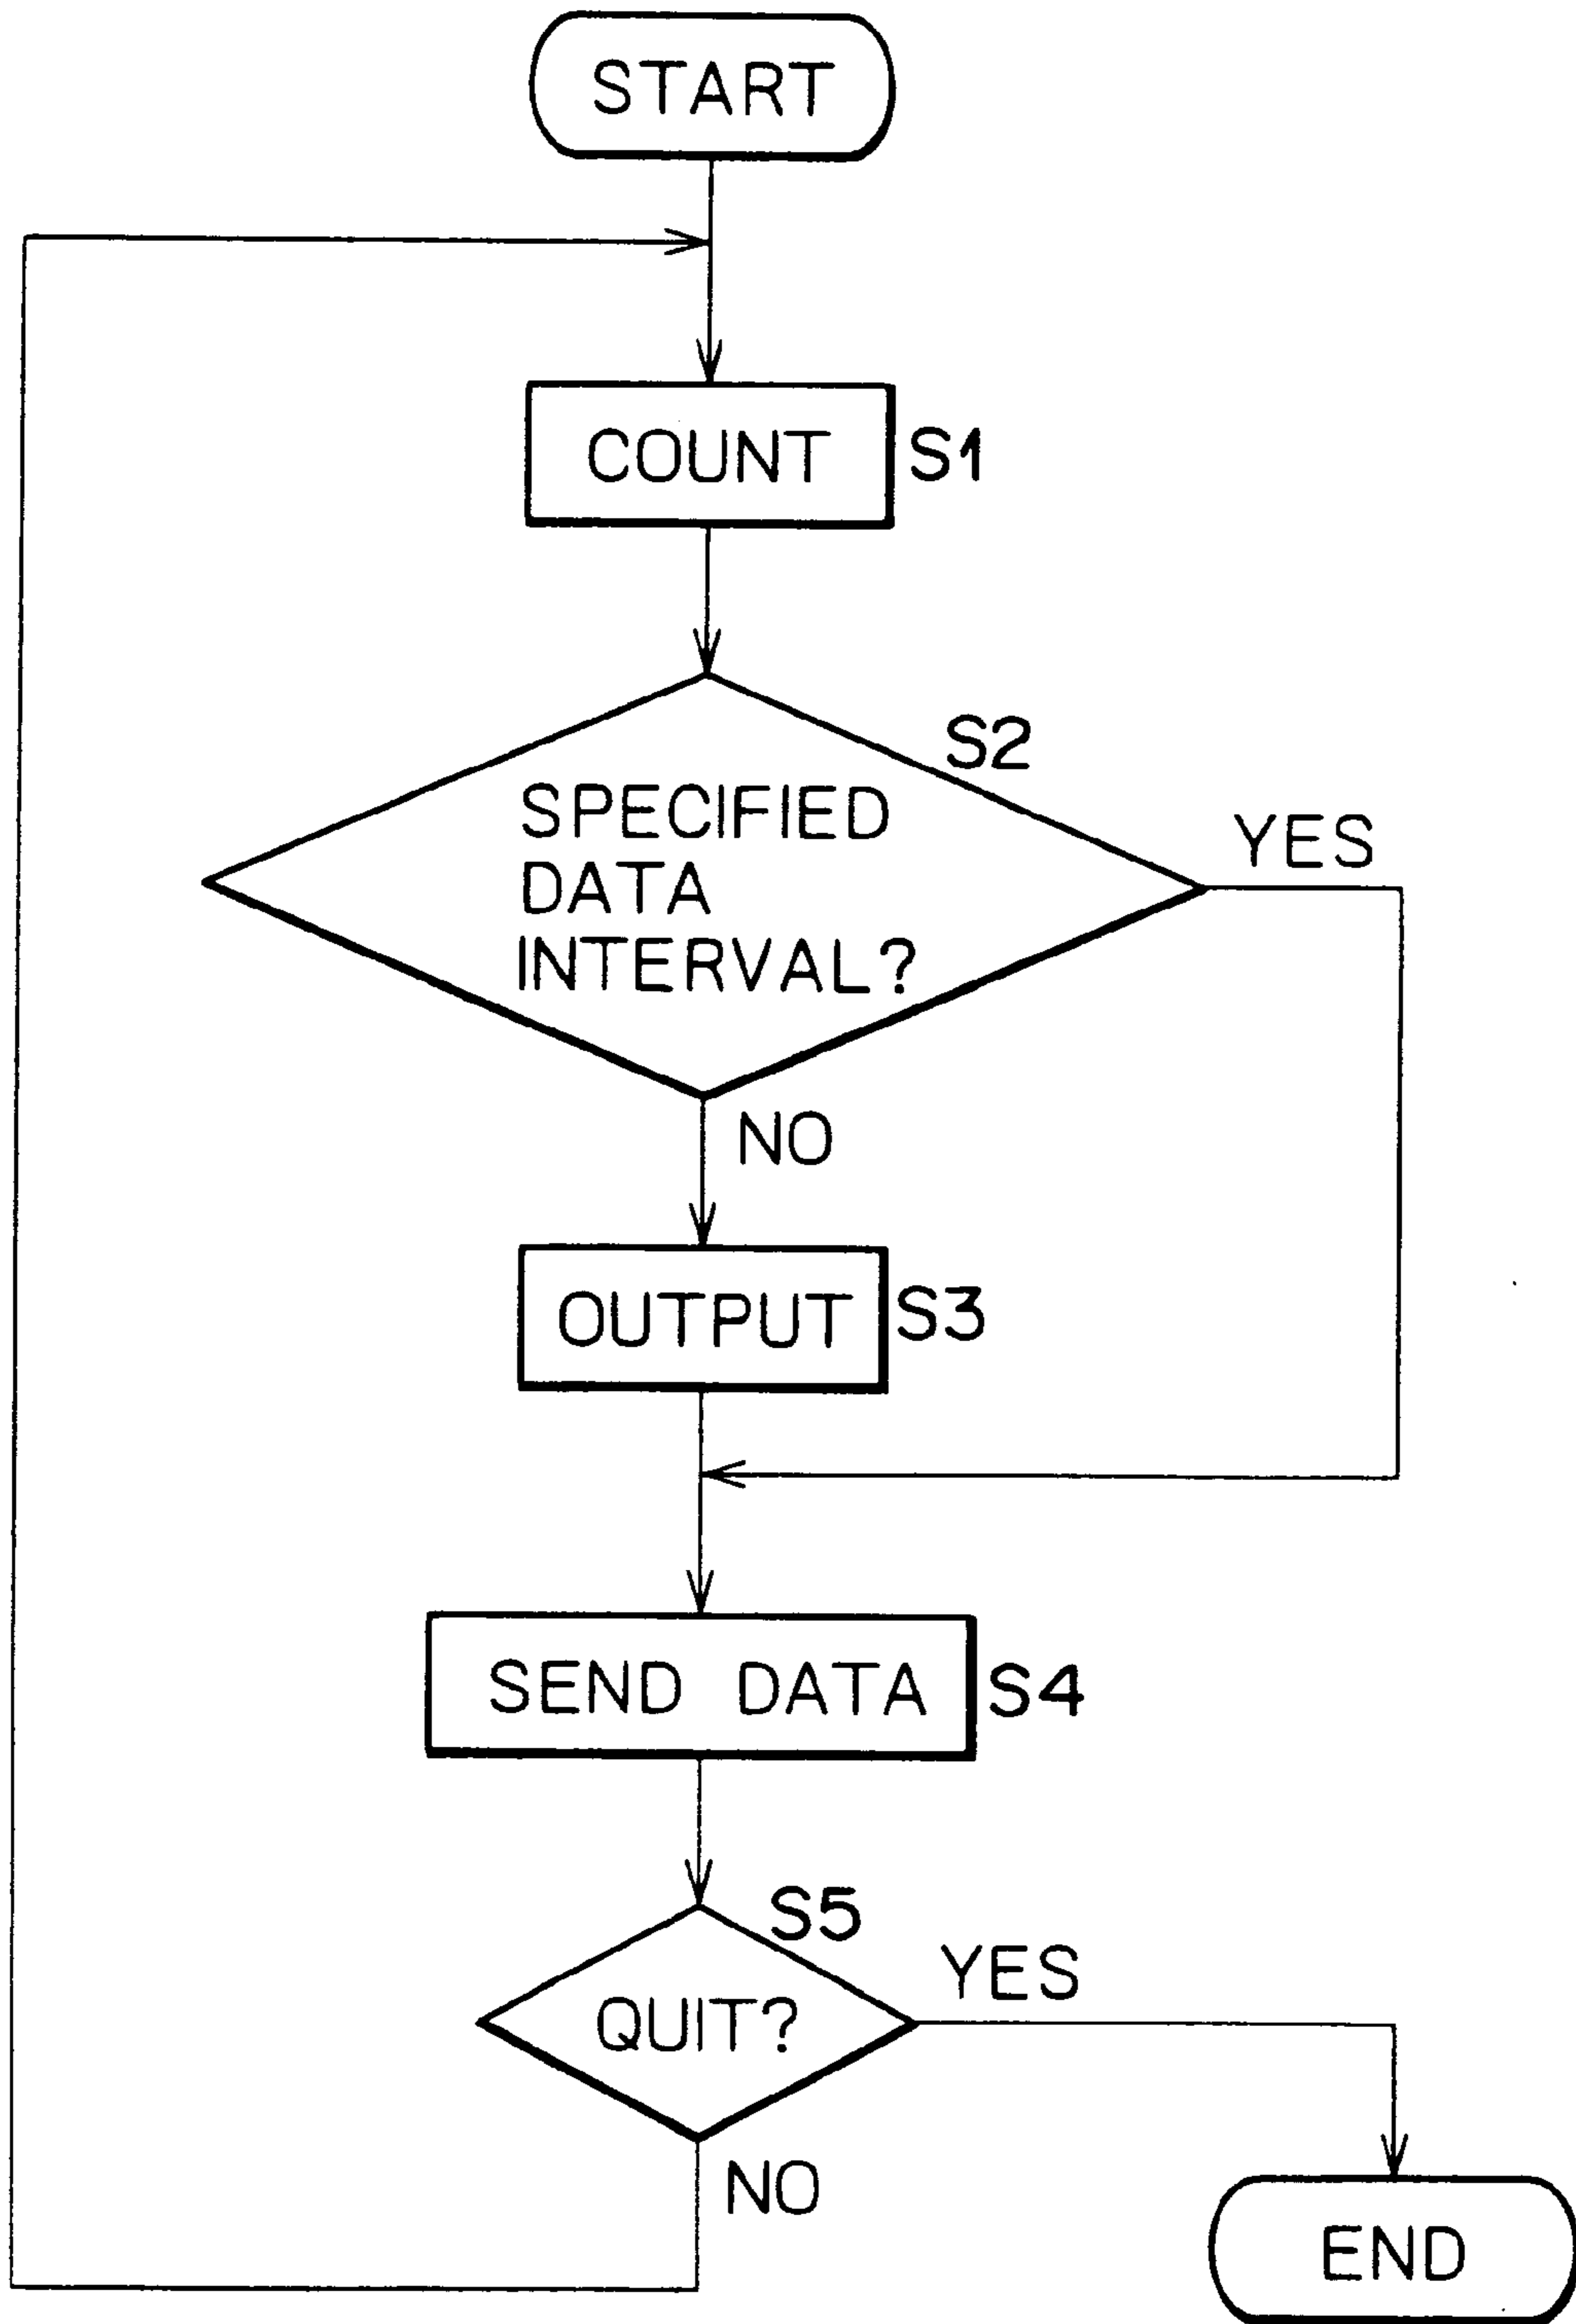 START
COUNT S1
S2
SPECIFIED
DATA
INTERVAL?
YES
NO
OUTPUT S3
SEND DATA S4
S5
QUIT?
YES
NO
END